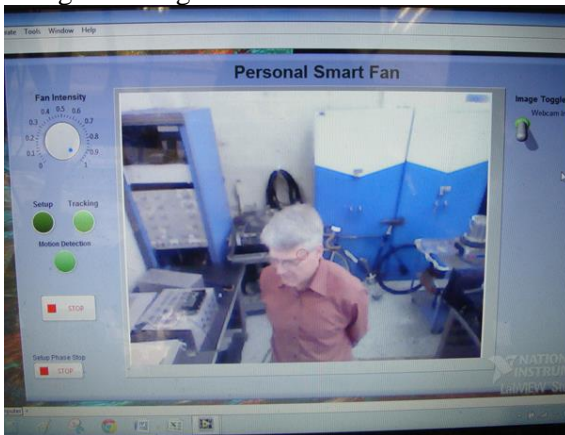 Tools Window Help
Personal Smart Fan
Fan Intensity
0.4 0.5 0.6
0.3 0.7
0.2 0.8
0.1 0.9
0 1
Image Toggle
Webcam
Setup Tracking
Motion Detection
STOP
Setup Phase Stop
STOP
NATION
INSTRUM
LabVIEW